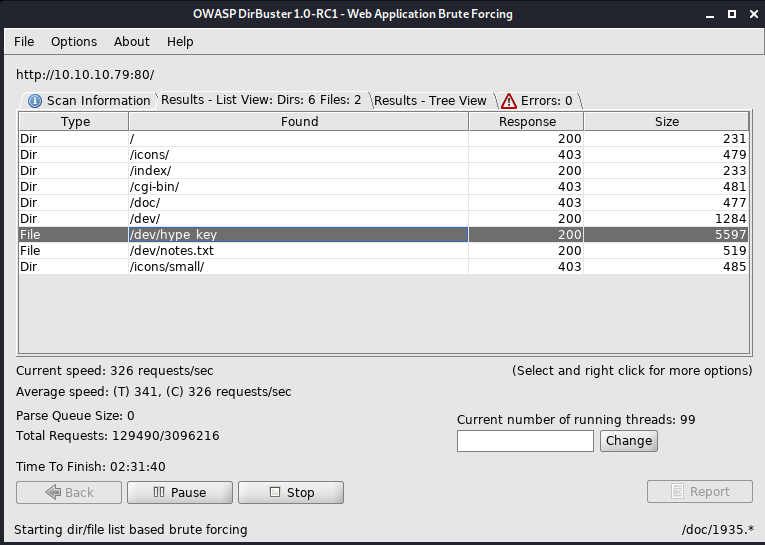 OWASP DirBuster 1.0-RC1 - Web Application Brute Forcing
File Options About Help
http://10.10.10.79:80/
Scan Information Results - List View: Dirs: 6 Files: 2 Results - Tree View Errors: 0
Type Found Response Size
Dir / 200 231
Dir /icons/ 403 479
Dir /index/ 200 233
Dir /cgi-bin/ 403 481
Dir /doc/ 403 477
Dir /dev/ 200 1284
File /dev/hype_key 200 5597
File /dev/notes.txt 200 519
Dir /icons/small/ 403 485
Current speed: 326 requests/sec (Select and right click for more options)
Average speed: (T) 341, (C) 326 requests/sec
Parse Queue Size: 0
Current number of running threads: 99
Total Requests: 129490/3096216
Change
Time To Finish: 02:31:40
Back Pause Stop Report
Starting dir/file list based brute forcing /doc/1935.*